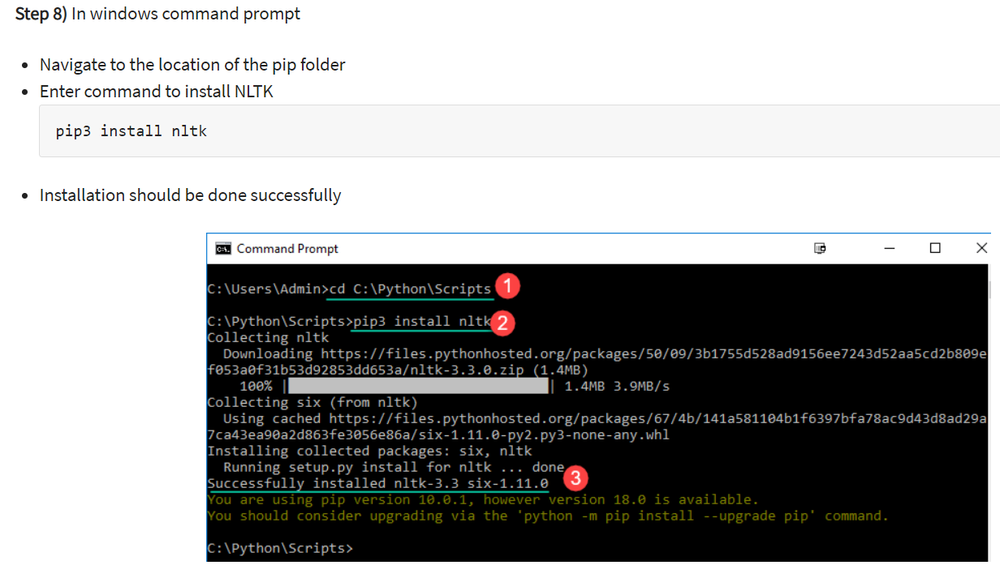 Step 8) In windows command prompt
Navigate to the location of the pip folder
Enter command to install NLTK
pip3 install nltk
Installation should be done successfully
Command Prompt
C:\Users\Admin>cd C:\Python\Scripts 1
C:\Python\Scripts>pip3 install nltk 2
Collecting nltk
Downloading https://files.pythonhosted.org/packages/50/09/3b1755d528ad9156ee7243d52aa5cd2b809e
f053a0f31b53d92853dd653a/nltk-3.3.0.zip (1.4MB)
100% | | 1.4MB 3.9MB/s
Collecting six (from nltk)
Using cached https://files.pythonhosted.org/packages/67/4b/141a581104b1f6397bfa78ac9d43d8ad29a
7ca43ea90a2d863fe3056e86a/six-1.11.0-py2.py3-none-any.whl
Installing collected packages: six, nltk
Running setup.py install for nltk ... done
Successfully installed nltk-3.3 six-1.11.0 3
You are using pip version 10.0.1, however version 18.0 is available.
You should consider upgrading via the 'python -m pip install --upgrade pip' command.
C:\Python\Scripts>